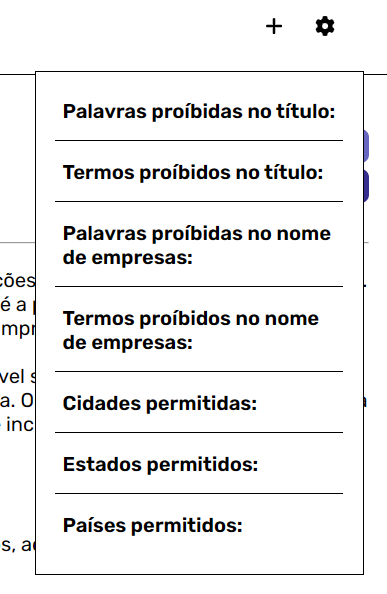 Palavras proíbidas no título:
Termos proíbidos no título:
ções
.
é a p
mpr
Palavras proíbidas no nome
de empresas:
Termos proíbidos no nome
de empresas:
vel s
a. O
a
inc
Cidades permitidas:
Estados permitidos:
Países permitidos:
s, ac